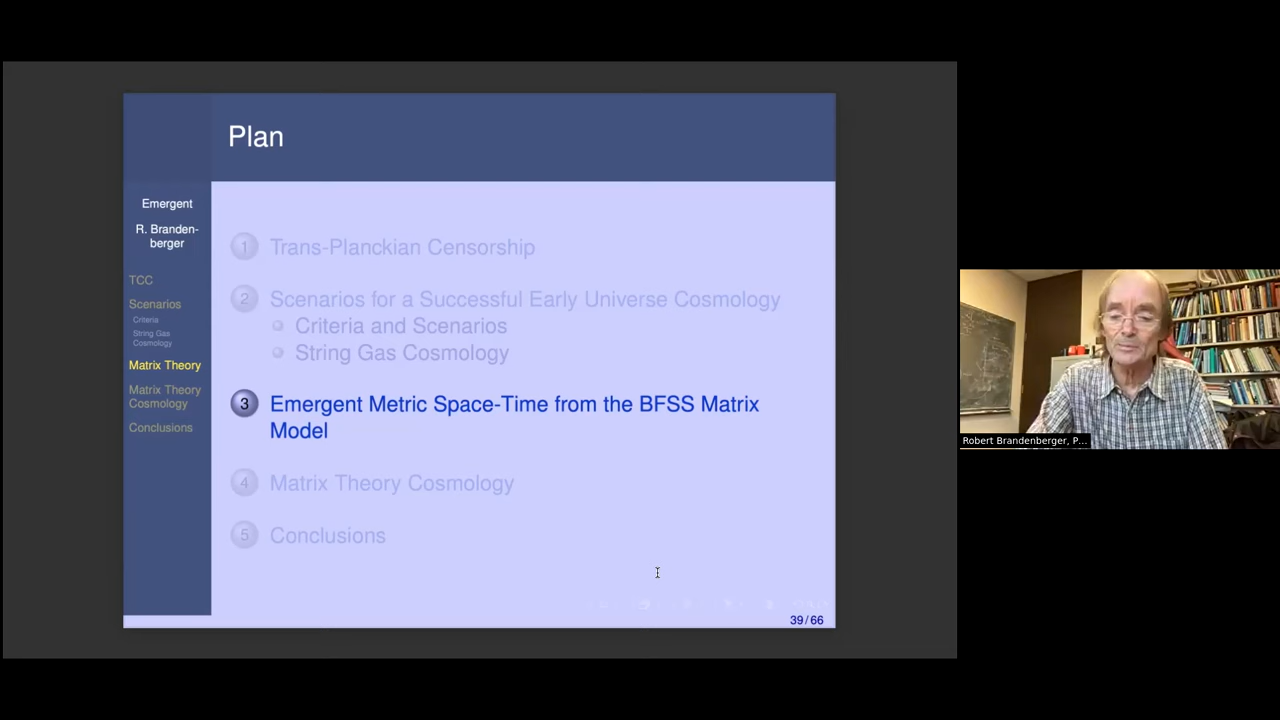 Plan
Emergent
R. Branden-
berger
TCC
Scenarios
Criteria
String Gas
Cosmology
Matrix Theory
Matrix Theory
Cosmology
Conclusions
1 Trans-Planckian Censorship
2 Scenarios for a Successful Early Universe Cosmology
Criteria and Scenarios
String Gas Cosmology
3 Emergent Metric Space-Time from the BFSS Matrix
Model
4 Matrix Theory Cosmology
5 Conclusions
39/66
Robert Brandenberger, P...